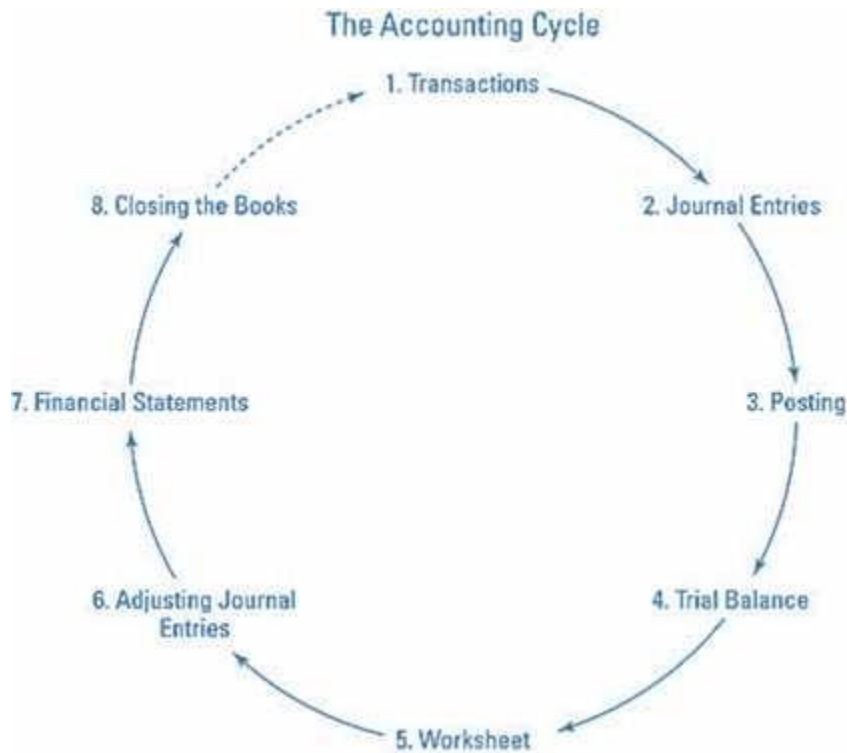 The Accounting Cycle
1. Transactions
2. Journal Entries
3. Posting
4. Trial Balance
5. Worksheet
6. Adjusting Journal
Entries
7. Financial Statements
8. Closing the Books